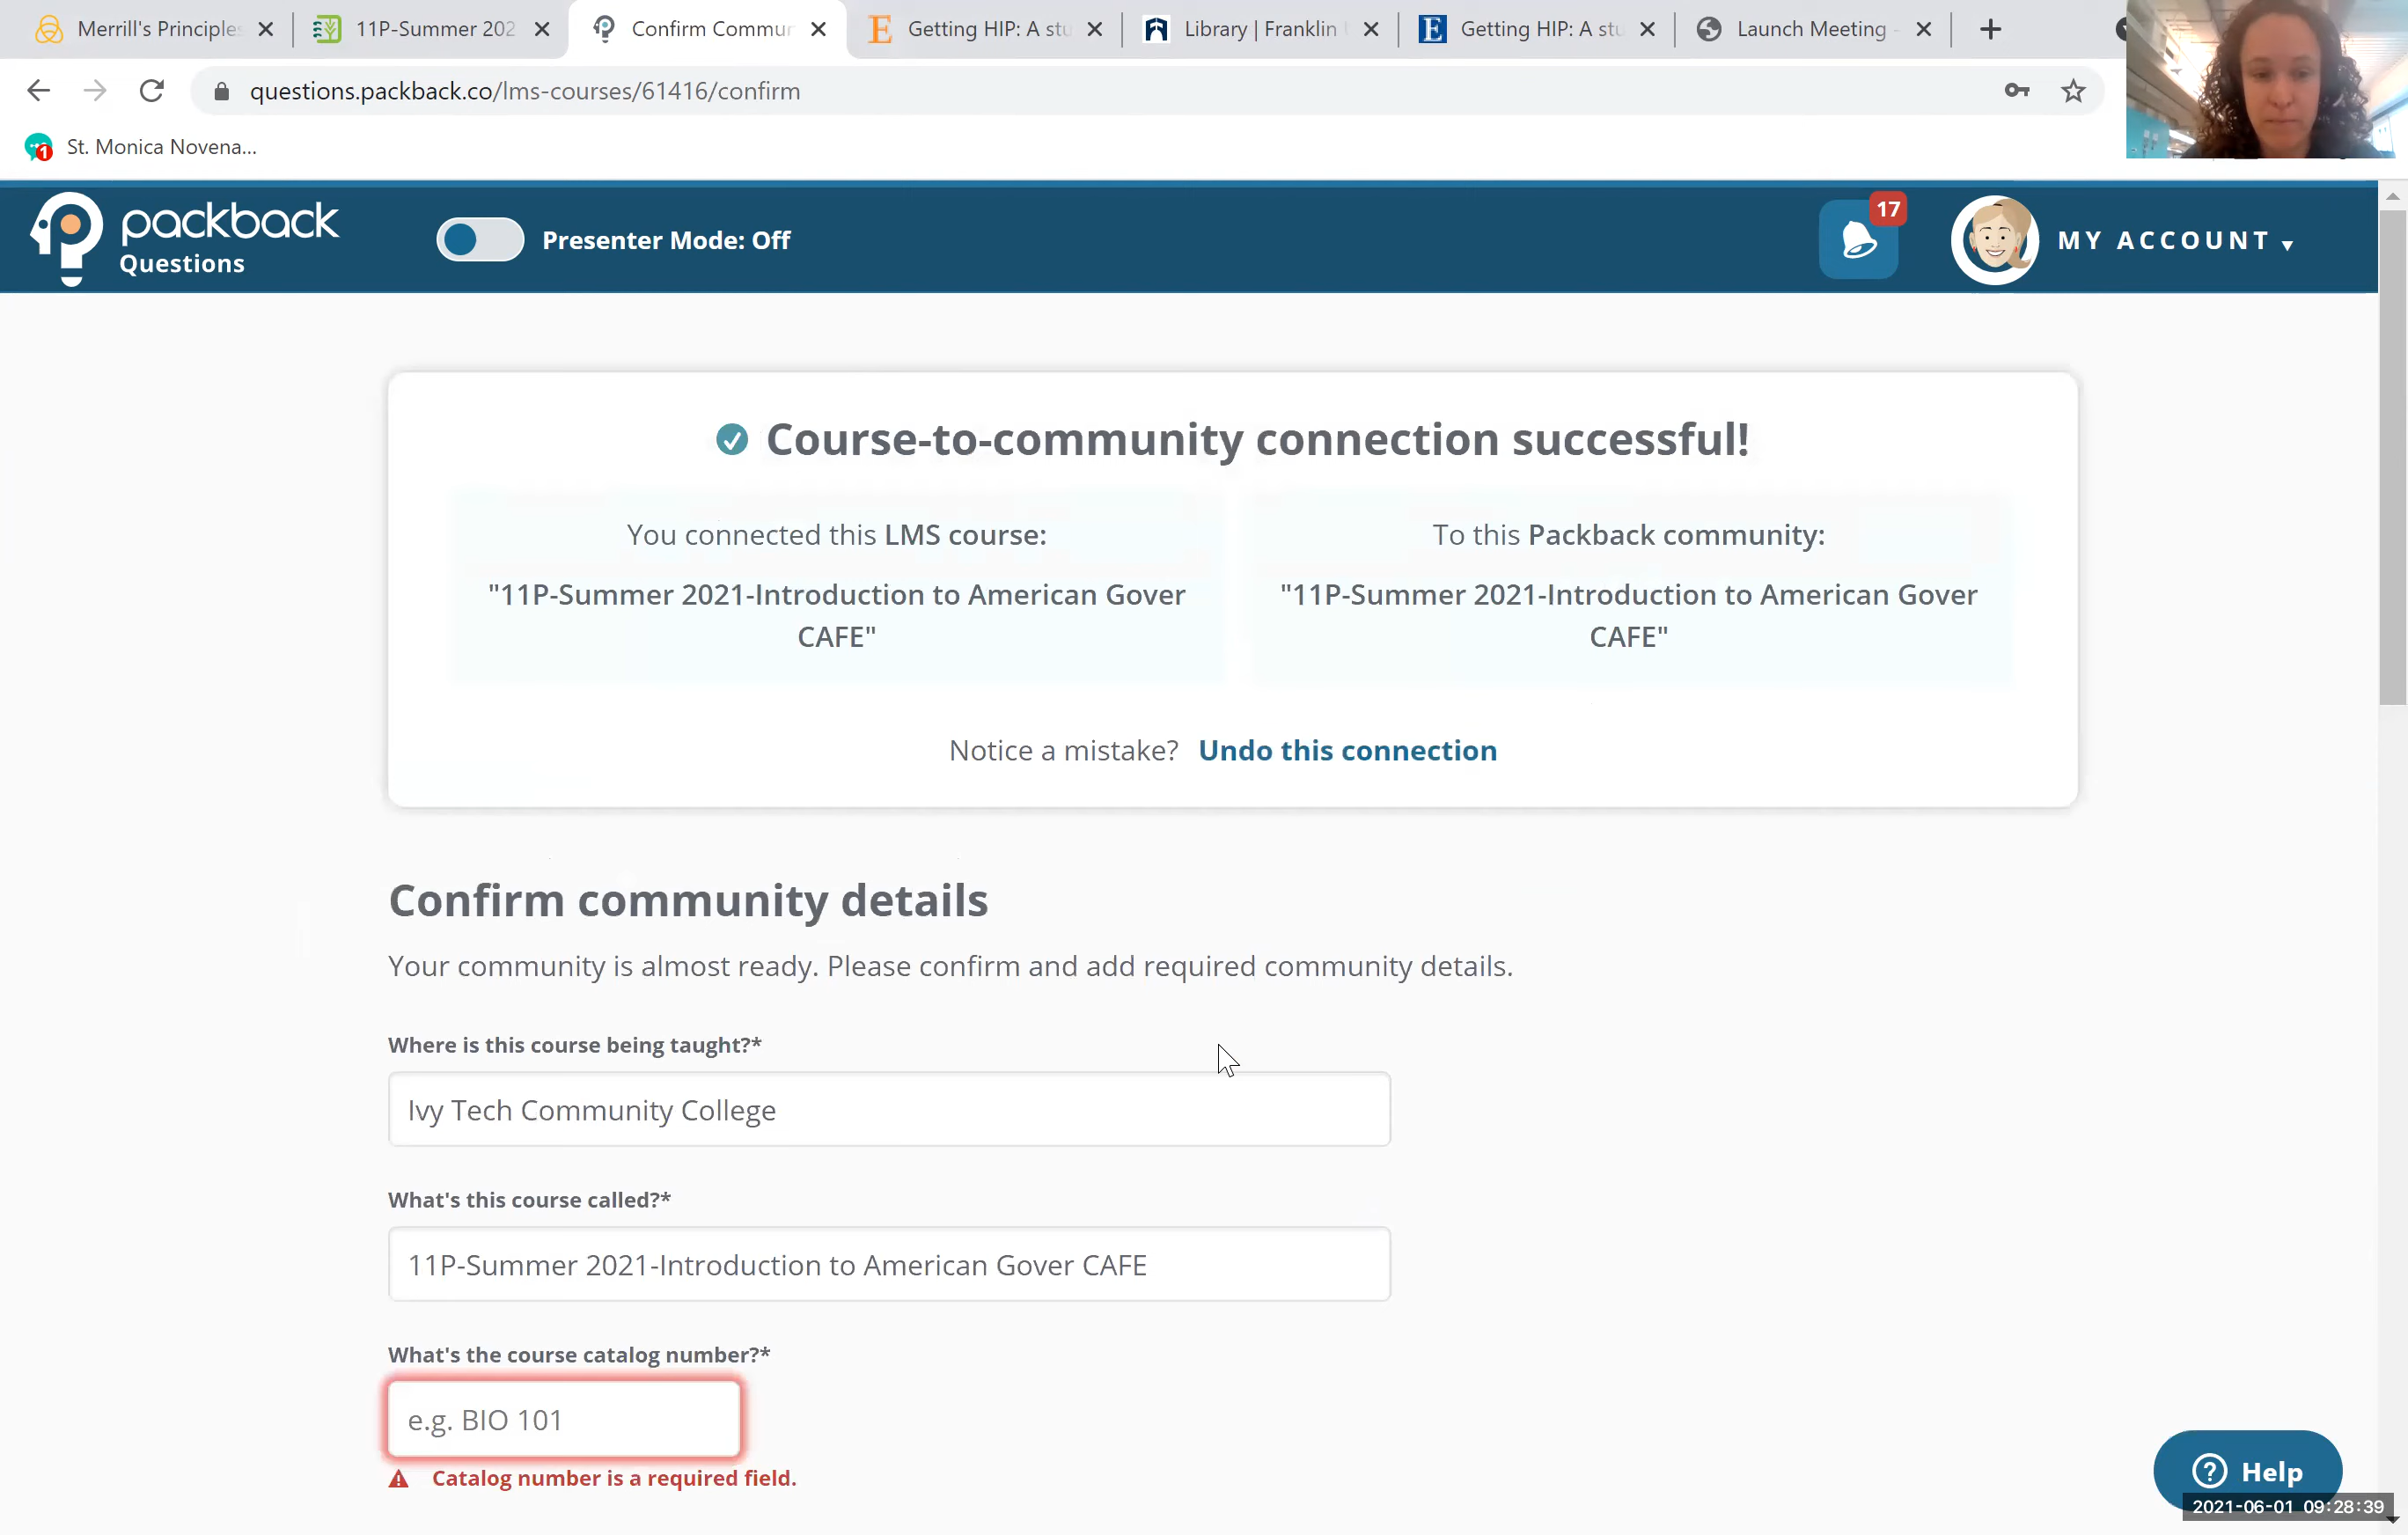 Merrill's Principles
11P-Summer 202
Confirm Commun
Getting HIP: A stu
Library | Franklin
Getting HIP: A stu
Launch Meeting -
questions.packback.co/lms-courses/61416/confirm
1
St. Monica Novena...
packback
Questions
Presenter Mode: Off
17
MY ACCOUNT
Course-to-community connection successful!
You connected this LMS course:
"11P-Summer 2021-Introduction to American Gover
CAFE"
To this Packback community:
"11P-Summer 2021-Introduction to American Gover
CAFE"
Notice a mistake? Undo this connection
Confirm community details
Your community is almost ready. Please confirm and add required community details.
Where is this course being taught?*
Ivy Tech Community College
What's this course called?*
11P-Summer 2021-Introduction to American Gover CAFE
What's the course catalog number?*
e.g. BIO 101
Catalog number is a required field.
? Help
2021-06-01 09:28:39